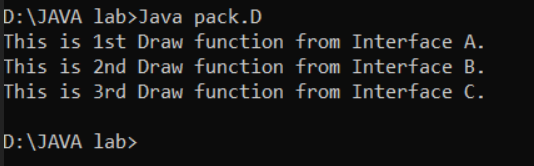 D:\JAVA lab>Java pack.D
This is 1st Draw function from Interface A.
This is 2nd Draw function from Interface B.
This is 3rd Draw function from Interface C.
D:\JAVA lab>